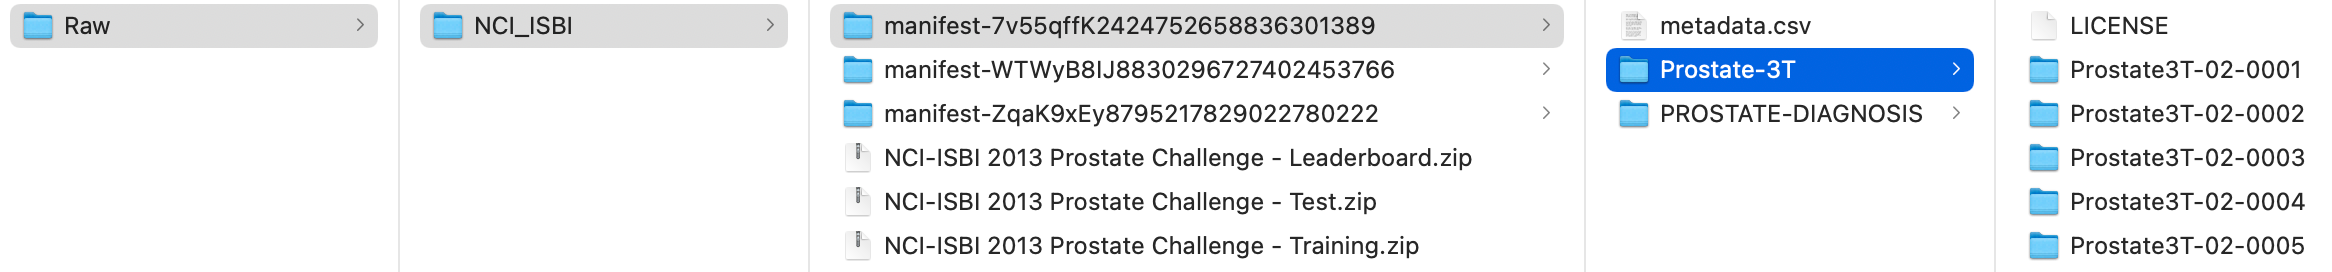 Raw
NCI_ISBI
manifest-7v55qffK2424752658836301389
manifest-WTWyB8IJ8830296727402453766
manifest-ZqaK9xEy8795217829022780222
NCI-ISBI 2013 Prostate Challenge - Leaderboard.zip
NCI-ISBI 2013 Prostate Challenge - Test.zip
NCI-ISBI 2013 Prostate Challenge - Training.zip
metadata.csv
Prostate-3T
PROSTATE-DIAGNOSIS
LICENSE
Prostate3T-02-0001
Prostate3T-02-0002
Prostate3T-02-0003
Prostate3T-02-0004
Prostate3T-02-0005